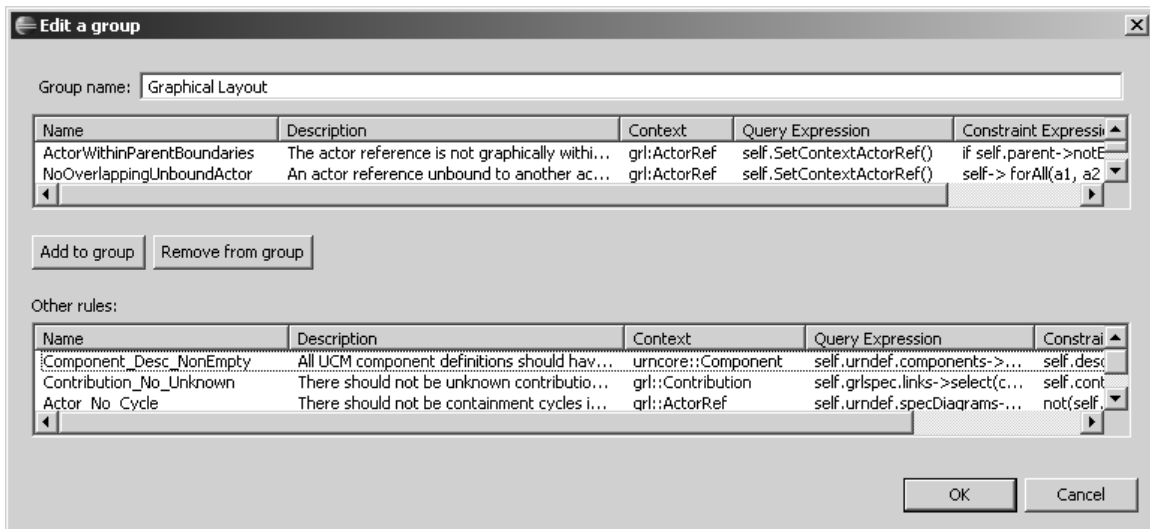 Edit a group
Group name: Graphical Layout
Name Description Context Query Expression Constraint Expressi
ActorWithinParentBoundaries The actor reference is not graphically withi... grl:ActorRef self.SetContextActorRef() if self.parent->notE
NoOverlappingUnboundActor An actor reference unbound to another ac... grl:ActorRef self.SetContextActorRef() self-> forAll(a1, a2
Add to group Remove from group
Other rules:
Name Description Context Query Expression Constrai
Component_Desc_NonEmpty All UCM component definitions should hav... urncore::Component self.urndef.components->... self.desc
Contribution_No_Unknown There should not be unknown contributio... grl::Contribution self.grlspec.links->select(c... self.cont
Actor_No_Cycle There should not be containment cycles i... grl::ActorRef self.urndef.specDiagrams-... not(self.
OK Cancel